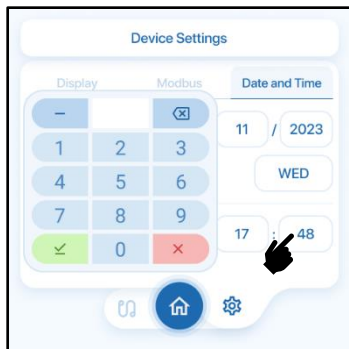 Device Settings
Display Modbus Date and Time
−
1 2 3
4 5 6
7 8 9
0
11 / 2023
WED
17 : 48